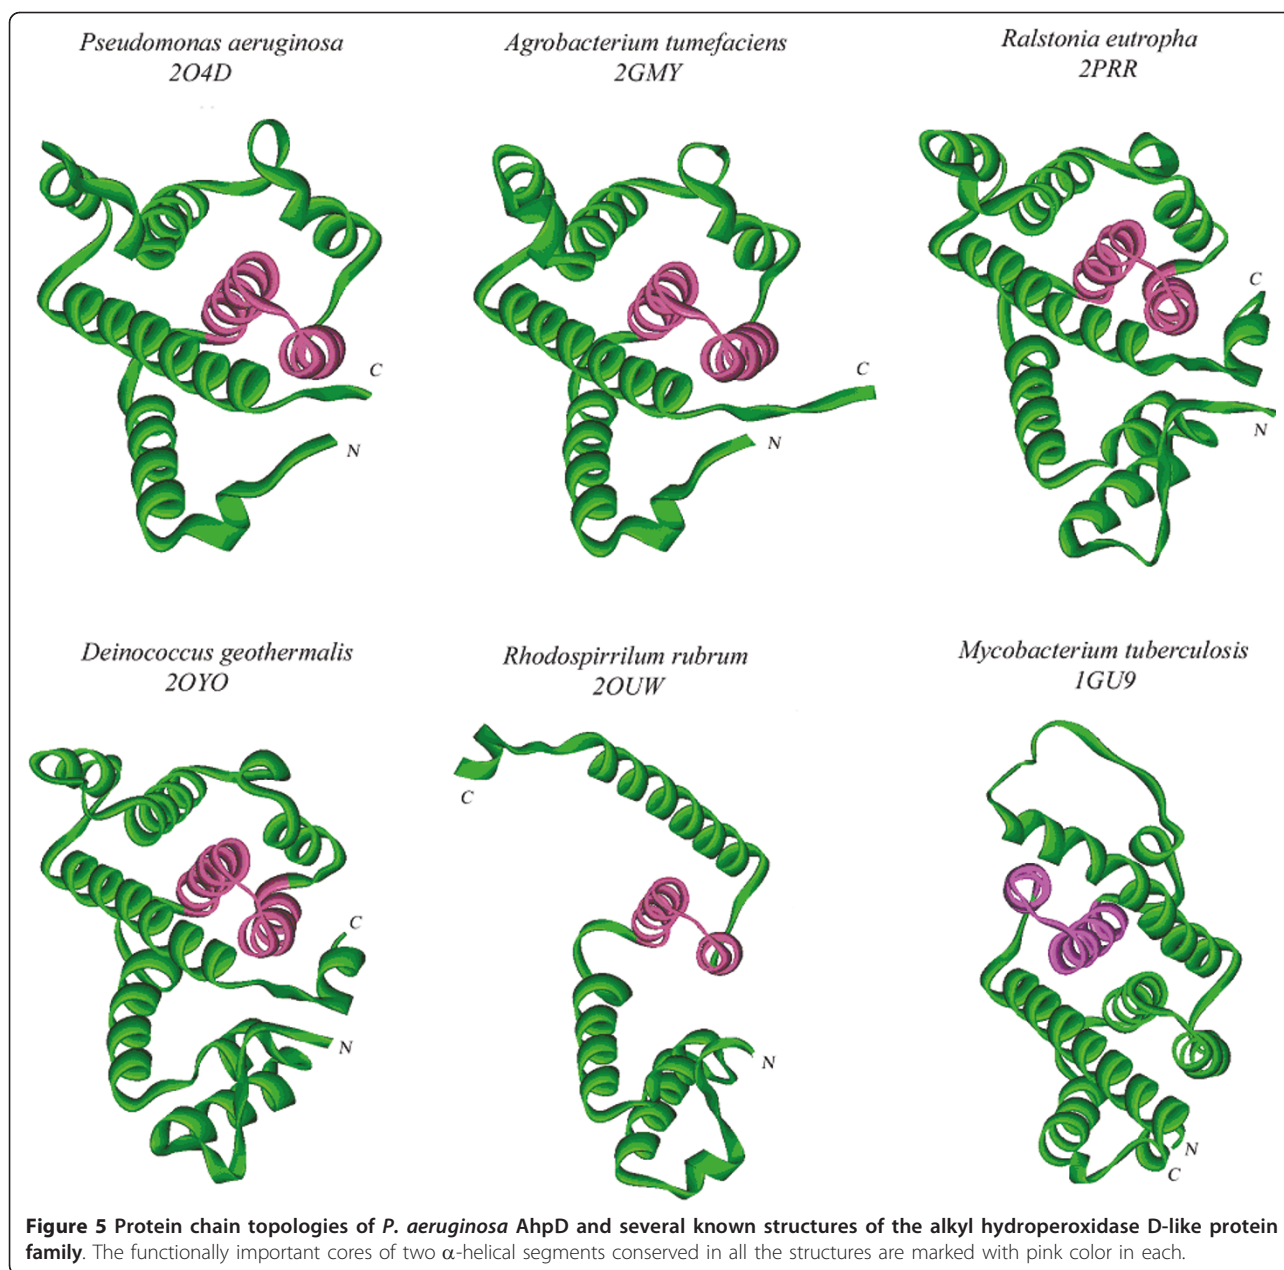 Pseudomonas aeruginosa
2O4D
Agrobacterium tumefaciens
2GMY
Ralstonia eutropha
2PRR
C
N
C
N
C
N
Deinococcus geothermalis
2OYO
Rhodospirrilum rubrum
2OUW
Mycobacterium tuberculosis
1GU9
C
N
C
N
N
C
Figure 5 Protein chain topologies of P. aeruginosa AhpD and several known structures of the alkyl hydroperoxidase D-like protein
family. The functionally important cores of two α-helical segments conserved in all the structures are marked with pink color in each.